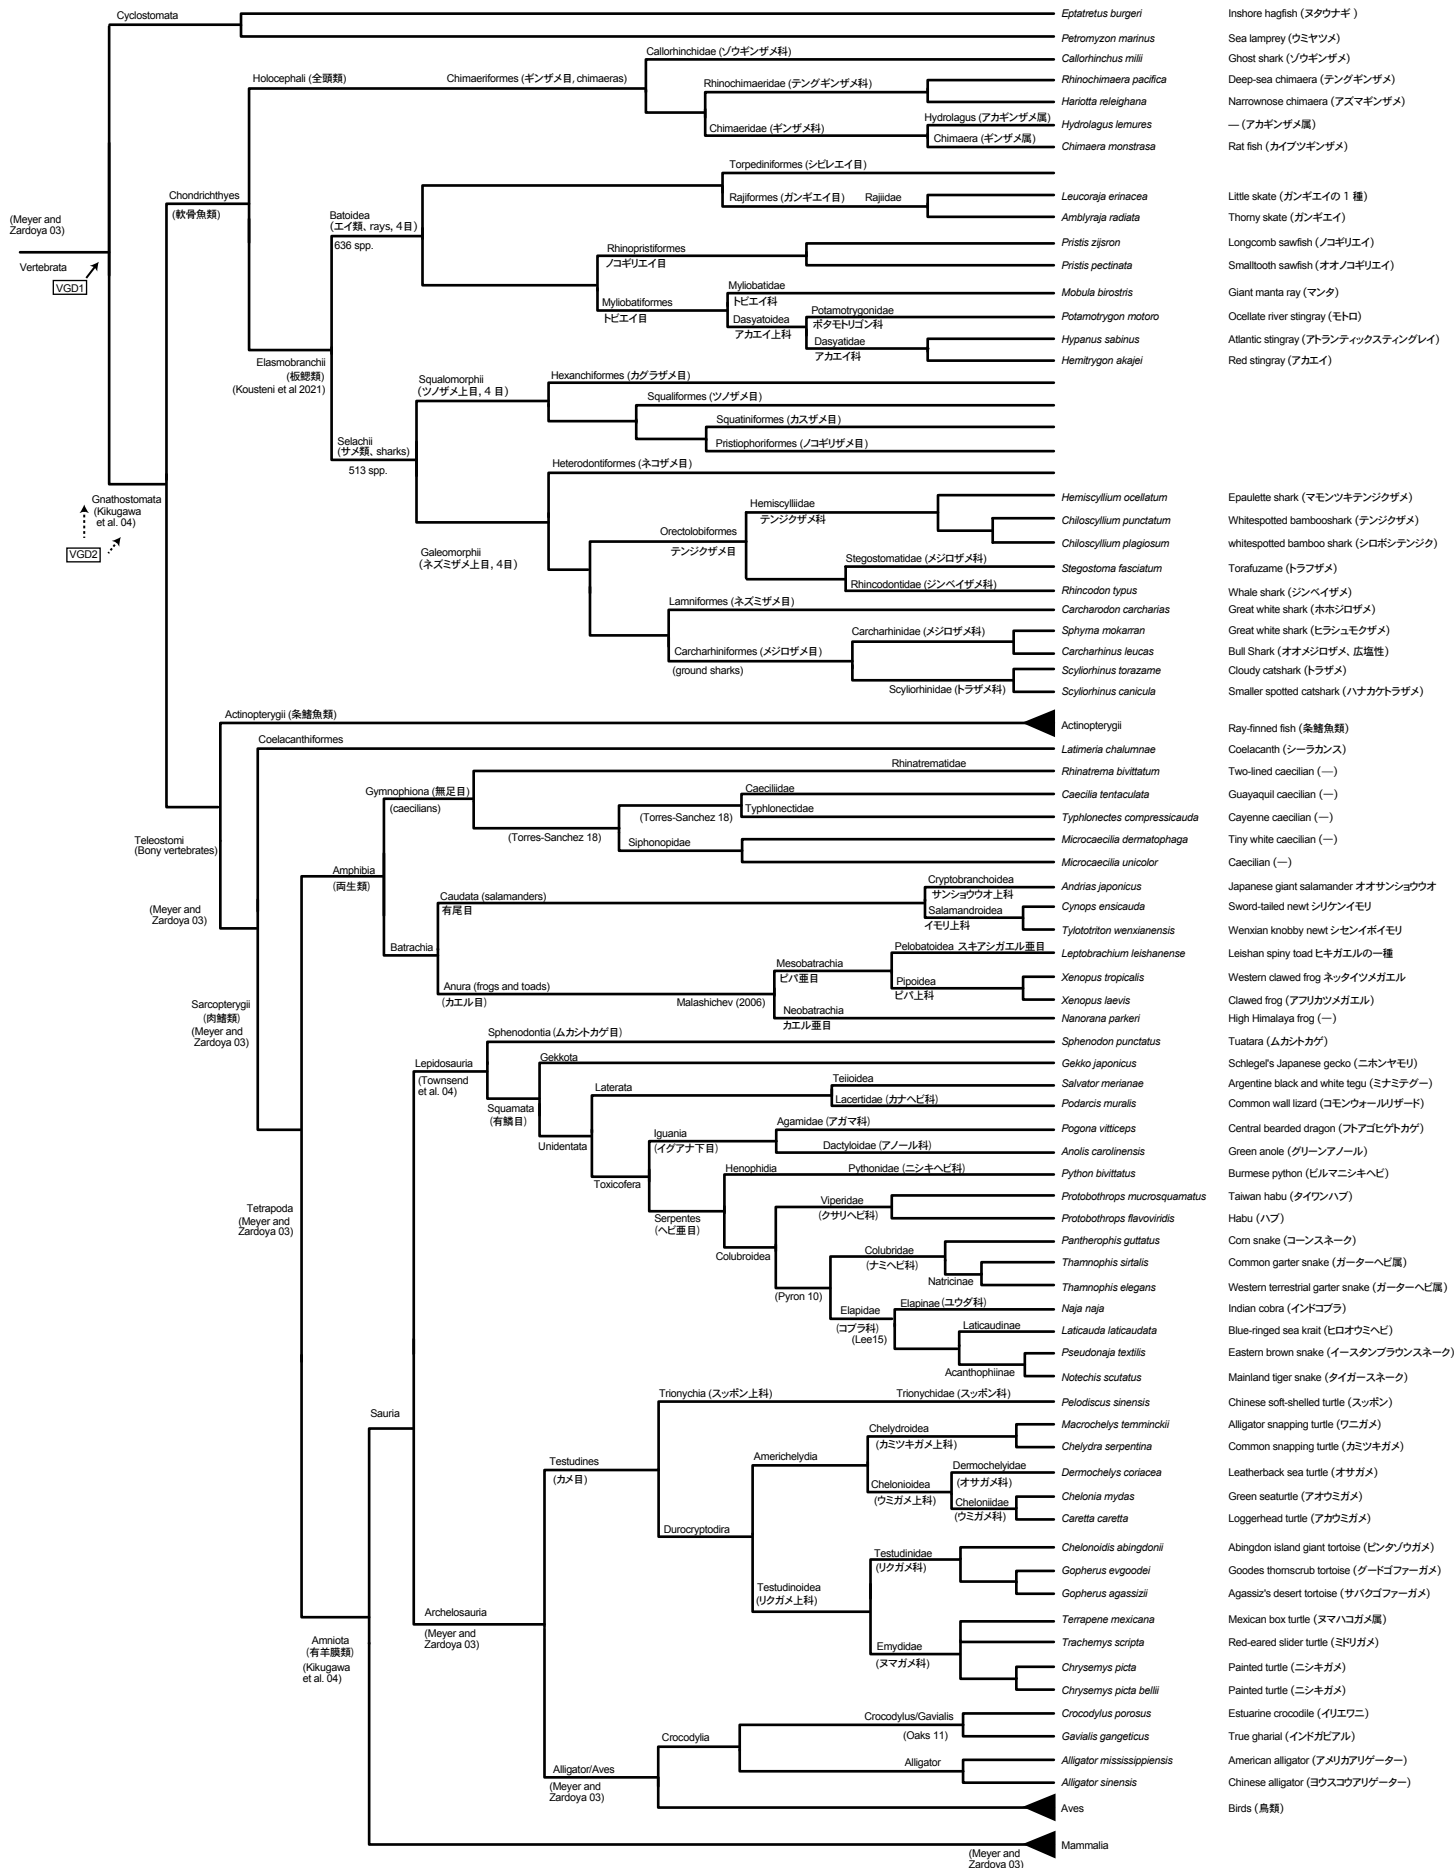 Cyclostomata
Eptatretus burgeri Inshore hagfish (ヌタウナギ )
Petromyzon marinus Sea lamprey (ウミヤツメ)
Callorhinchidae (ゾウギンザメ科)
Callorhinchus milii Ghost shark (ゾウギンザメ)
Holocephali (全頭類) Chimaeriformes (ギンザメ目, chimaeras)
Rhinochimaeridae (テングギンザメ科)
Rhinochimaera pacifica Deep-sea chimaera (テングギンザメ)
Hariotta releighana Narrownose chimaera (アズマギンザメ)
Hydrolagus (アカギンザメ属)
Hydrolagus lemures — (アカギンザメ属)
Chimaeridae (ギンザメ科)
Chimaera (ギンザメ属)
Chimaera monstrasa Rat fish (カイブツギンザメ)
Torpediniformes (シビレエイ目)
Chondrichthyes
(軟骨魚類)
Rajiformes (ガンギエイ目) Rajiidae
Leucoraja erinacea Little skate (ガンギエイの 1 種)
Amblyraja radiata Thorny skate (ガンギエイ)
(Meyer and
Zardoya 03)
Vertebrata
VGD1
Batoidea
(エイ類、rays, 4目)
636 spp.
Rhinopristiformes
ノコギリエイ目
Pristis zijsron Longcomb sawfish (ノコギリエイ)
Pristis pectinata Smalltooth sawfish (オオノコギリエイ)
Myliobatidae
トビエイ科
Mobula birostris Giant manta ray (マンタ)
Myliobatiformes
トビエイ目
Dasyatoidea
アカエイ上科
Potamotrygonidae
ポタモトリゴン科
Potamotrygon motoro Ocellate river stingray (モトロ)
Dasyatidae
アカエイ科
Hypanus sabinus Atlantic stingray (アトランティックスティングレイ)
Hemitrygon akajei Red stingray (アカエイ)
Elasmobranchii
(板鰓類)
(Kousteni et al 2021)
Squalomorphii
(ツノザメ上目, 4 目)
Hexanchiformes (カグラザメ目)
Squaliformes (ツノザメ目)
Squatiniformes (カスザメ目)
Pristiophoriformes (ノコギリザメ目)
Selachii
(サメ類、sharks)
513 spp.
Heterodontiformes (ネコザメ目)
Gnathostomata
(Kikugawa
et al. 04)
VGD2
Galeomorphii
(ネズミザメ上目, 4目)
Hemiscylliidae
テンジクザメ科
Hemiscyllium ocellatum Epaulette shark (マモンツキテンジクザメ)
Chiloscyllium punctatum Whitespotted bambooshark (テンジクザメ)
Chiloscyllium plagiosum whitespotted bamboo shark (シロボシテンジク)
Orectolobiformes
テンジクザメ目
Stegostomatidae (メジロザメ科)
Stegostoma fasciatum Torafuzame (トラフザメ)
Rhincodontidae (ジンベイザメ科)
Rhincodon typus Whale shark (ジンベイザメ)
Lamniformes (ネズミザメ目)
Carcharodon carcharias Great white shark (ホホジロザメ)
Carcharhinidae (メジロザメ科)
Sphyrna mokarran Great white shark (ヒラシュモクザメ)
Carcharhiniformes (メジロザメ目)
(ground sharks)
Carcharhinus leucas Bull Shark (オオメジロザメ、広塩性)
Scyliorhinus torazame Cloudy catshark (トラザメ)
Scyliorhinidae (トラザメ科)
Scyliorhinus canicula Smaller spotted catshark (ハナカケトラザメ)
Actinopterygii (条鰭魚類)
Actinopterygii Ray-finned fish (条鰭魚類)
Coelacanthiformes
Latimeria chalumnae Coelacanth (シーラカンス)
Rhinatrematidae
Rhinatrema bivittatum Two-lined caecilian (—)
Gymnophiona (無足目)
(caecilians)
Caeciliidae
Caecilia tentaculata Guayaquil caecilian (—)
(Torres-Sanchez 18)
Typhlonectidae
Typhlonectes compressicauda Cayenne caecilian (—)
(Torres-Sanchez 18)
Siphonopidae
Microcaecilia dermatophaga Tiny white caecilian (—)
Microcaecilia unicolor Caecilian (—)
Teleostomi
(Bony vertebrates)
Amphibia
(両生類)
Cryptobranchoidea
サンショウウオ上科
Andrias japonicus Japanese giant salamander オオサンショウウオ
Caudata (salamanders)
有尾目
Salamandroidea
イモリ上科
Cynops ensicauda Sword-tailed newt シリケンイモリ
Tylototriton wenxianensis Wenxian knobby newt シセンイボイモリ
(Meyer and
Zardoya 03)
Batrachia
Pelobatoidea スキアシガエル亜目
Leptobrachium leishanense Leishan spiny toad ヒキガエルの一種
Mesobatrachia
ピパ亜目
Pipoidea
ピパ上科
Xenopus tropicalis Western clawed frog ネッタイツメガエル
Xenopus laevis Clawed frog (アフリカツメガエル)
Anura (frogs and toads)
(カエル目)
Malashichev (2006)
Neobatrachia
カエル亜目
Nanorana parkeri High Himalaya frog (—)
Sarcopterygii
(肉鰭類)
(Meyer and
Zardoya 03)
Sphenodontia (ムカシトカゲ目)
Sphenodon punctatus Tuatara (ムカシトカゲ)
Lepidosauria
(Townsend
et al. 04)
Gekkota
Gekko japonicus Schlegel's Japanese gecko (ニホンヤモリ)
Squamata
(有鱗目)
Laterata
Teiioidea
Salvator merianae Argentine black and white tegu (ミナミテグー)
Lacertidae (カナヘビ科)
Podarcis muralis Common wall lizard (コモンウォールリザード)
Unidentata
Iguania
(イグアナ下目)
Agamidae (アガマ科)
Pogona vitticeps Central bearded dragon (フトアゴヒゲトカゲ)
Dactyloidae (アノール科)
Anolis carolinensis Green anole (グリーンアノール)
Toxicofera
Henophidia Pythonidae (ニシキヘビ科)
Python bivittatus Burmese python (ビルマニシキヘビ)
Serpentes
(ヘビ亜目)
Viperidae
(クサリヘビ科)
Protobothrops mucrosquamatus Taiwan habu (タイワンハブ)
Protobothrops flavoviridis Habu (ハブ)
Tetrapoda
(Meyer and
Zardoya 03)
Colubroidea
Colubridae
(ナミヘビ科)
Pantherophis guttatus Corn snake (コーンスネーク)
Natricinae
Thamnophis sirtalis Common garter snake (ガーターヘビ属)
Thamnophis elegans Western terrestrial garter snake (ガーターヘビ属)
(Pyron 10)
Elapidae
(コブラ科)
(Lee15)
Elapinae (ユウダ科)
Naja naja Indian cobra (インドコブラ)
Laticaudinae
Laticauda laticaudata Blue-ringed sea krait (ヒロオウミヘビ)
Acanthophiinae
Pseudonaja textilis Eastern brown snake (イースタンブラウンスネーク)
Notechis scutatus Mainland tiger snake (タイガースネーク)
Sauria
Trionychia (スッポン上科) Trionychidae (スッポン科)
Pelodiscus sinensis Chinese soft-shelled turtle (スッポン)
Testudines
(カメ目)
Americhelydia
Chelydroidea
(カミツキガメ上科)
Macrochelys temminckii Alligator snapping turtle (ワニガメ)
Chelydra serpentina Common snapping turtle (カミツキガメ)
Chelonioidea
(ウミガメ上科)
Dermochelyidae
(オサガメ科)
Dermochelys coriacea Leatherback sea turtle (オサガメ)
Cheloniidae
(ウミガメ科)
Chelonia mydas Green seaturtle (アオウミガメ)
Caretta caretta Loggerhead turtle (アカウミガメ)
Durocryptodira
Testudinidae
(リクガメ科)
Chelonoidis abingdonii Abingdon island giant tortoise (ピンタゾウガメ)
Gopherus evgoodei Goodes thornscrub tortoise (グードゴファーガメ)
Gopherus agassizii Agassiz's desert tortoise (サバクゴファーガメ)
Testudinoidea
(リクガメ上科)
Archelosauria
(Meyer and
Zardoya 03)
Emydidae
(ヌマガメ科)
Terrapene mexicana Mexican box turtle (ヌマハコガメ属)
Trachemys scripta Red-eared slider turtle (ミドリガメ)
Chrysemys picta Painted turtle (ニシキガメ)
Chrysemys picta bellii Painted turtle (ニシキガメ)
Amniota
(有羊膜類)
(Kikugawa
et al. 04)
Crocodylus/Gavialis
(Oaks 11)
Crocodylus porosus Estuarine crocodile (イリエワニ)
Gavialis gangeticus True gharial (インドガビアル)
Crocodylia
Alligator
Alligator mississippiensis American alligator (アメリカアリゲーター)
Alligator sinensis Chinese alligator (ヨウスコウアリゲーター)
Alligator/Aves
(Meyer and
Zardoya 03)
(Meyer and
Zardoya 03)
Aves Birds (鳥類)
Mammalia
(Meyer and
Zardoya 03)